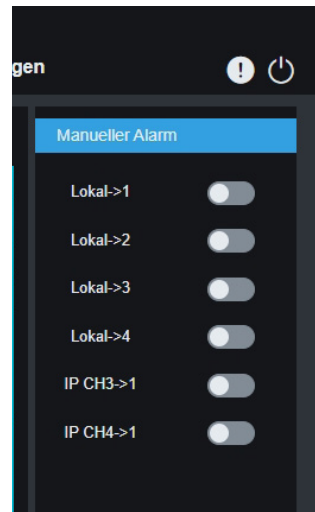 gen
Manueller Alarm
Lokal->1
Lokal->2
Lokal->3
Lokal->4
IP CH3->1
IP CH4->1